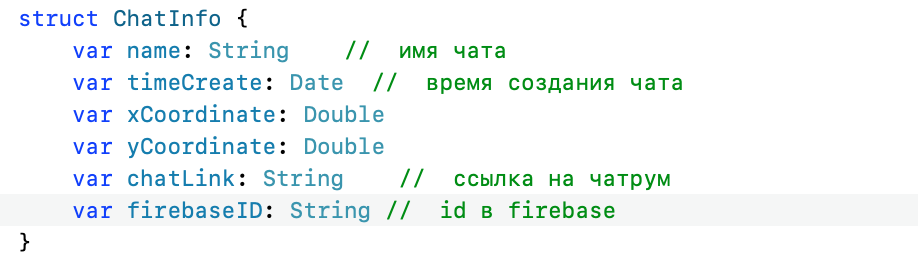 struct ChatInfo {
    var name: String    //  имя чата
    var timeCreate: Date  //  время создания чата
    var xCoordinate: Double
    var yCoordinate: Double
    var chatLink: String    //  ссылка на чатрум
    var firebaseID: String //  id в firebase
}